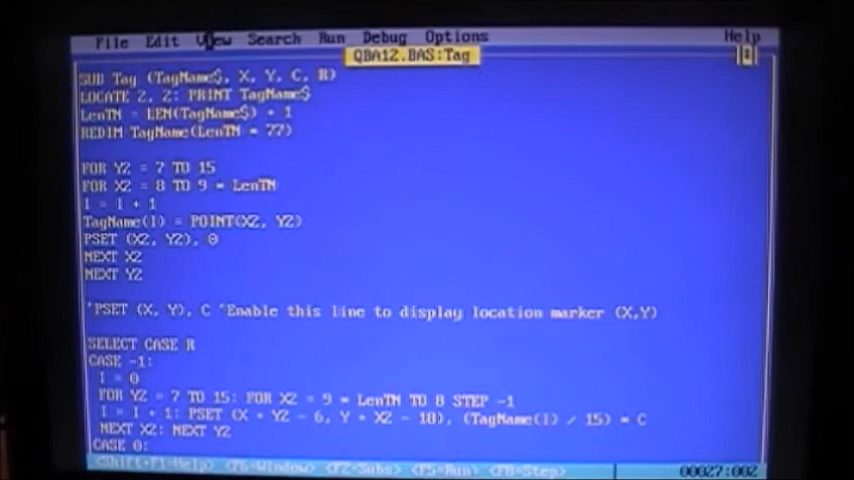 File Edit View Search Run Debug Options Help
QBA12.BAS:Tag
SUB Tag (TagName$, X, Y, C, R)
LOCATE 2, 2: PRINT TagName$
LenTN = LEN(TagName$) + 1
REDIM TagName(LenTN * 77)
FOR Y2 = 7 TO 15
FOR X2 = 8 TO 9 * LenTN
I = I + 1
TagName(I) = POINT(X2, Y2)
PSET (X2, Y2), 0
NEXT X2
NEXT Y2
'PSET (X, Y), C 'Enable this line to display location marker (X,Y)
SELECT CASE R
CASE -1:
I = 0
FOR Y2 = 7 TO 15: FOR X2 = 9 * LenTN TO 8 STEP -1
I = I + 1: PSET (X + Y2 - 6, Y + X2 - 18), (TagName(I) / 15) * C
NEXT X2: NEXT Y2
CASE 0:
<Shift+F1=Help> <F6=Window> <F2=Subs> <F5=Run> <F8=Step> 00027:002